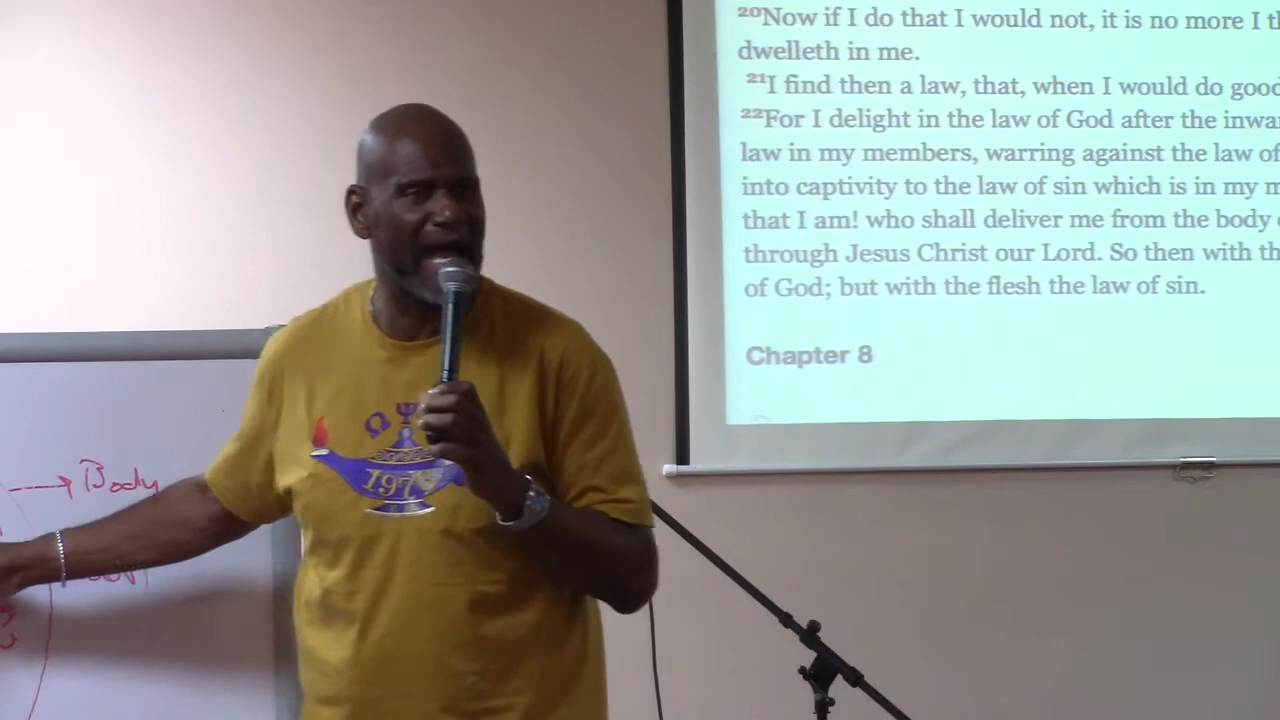 ²⁰Now if I do that I would not, it is no more I
dwelleth in me.
²¹I find then a law, that, when I would do good
²²For I delight in the law of God after the
law in my members, warring against the law of
into captivity to the law of sin which is in my
that I am! who shall deliver me from the body
through Jesus Christ our Lord. So then with
of God; but with the flesh the law of sin.
Chapter 8
Body
Ω Ψ
197